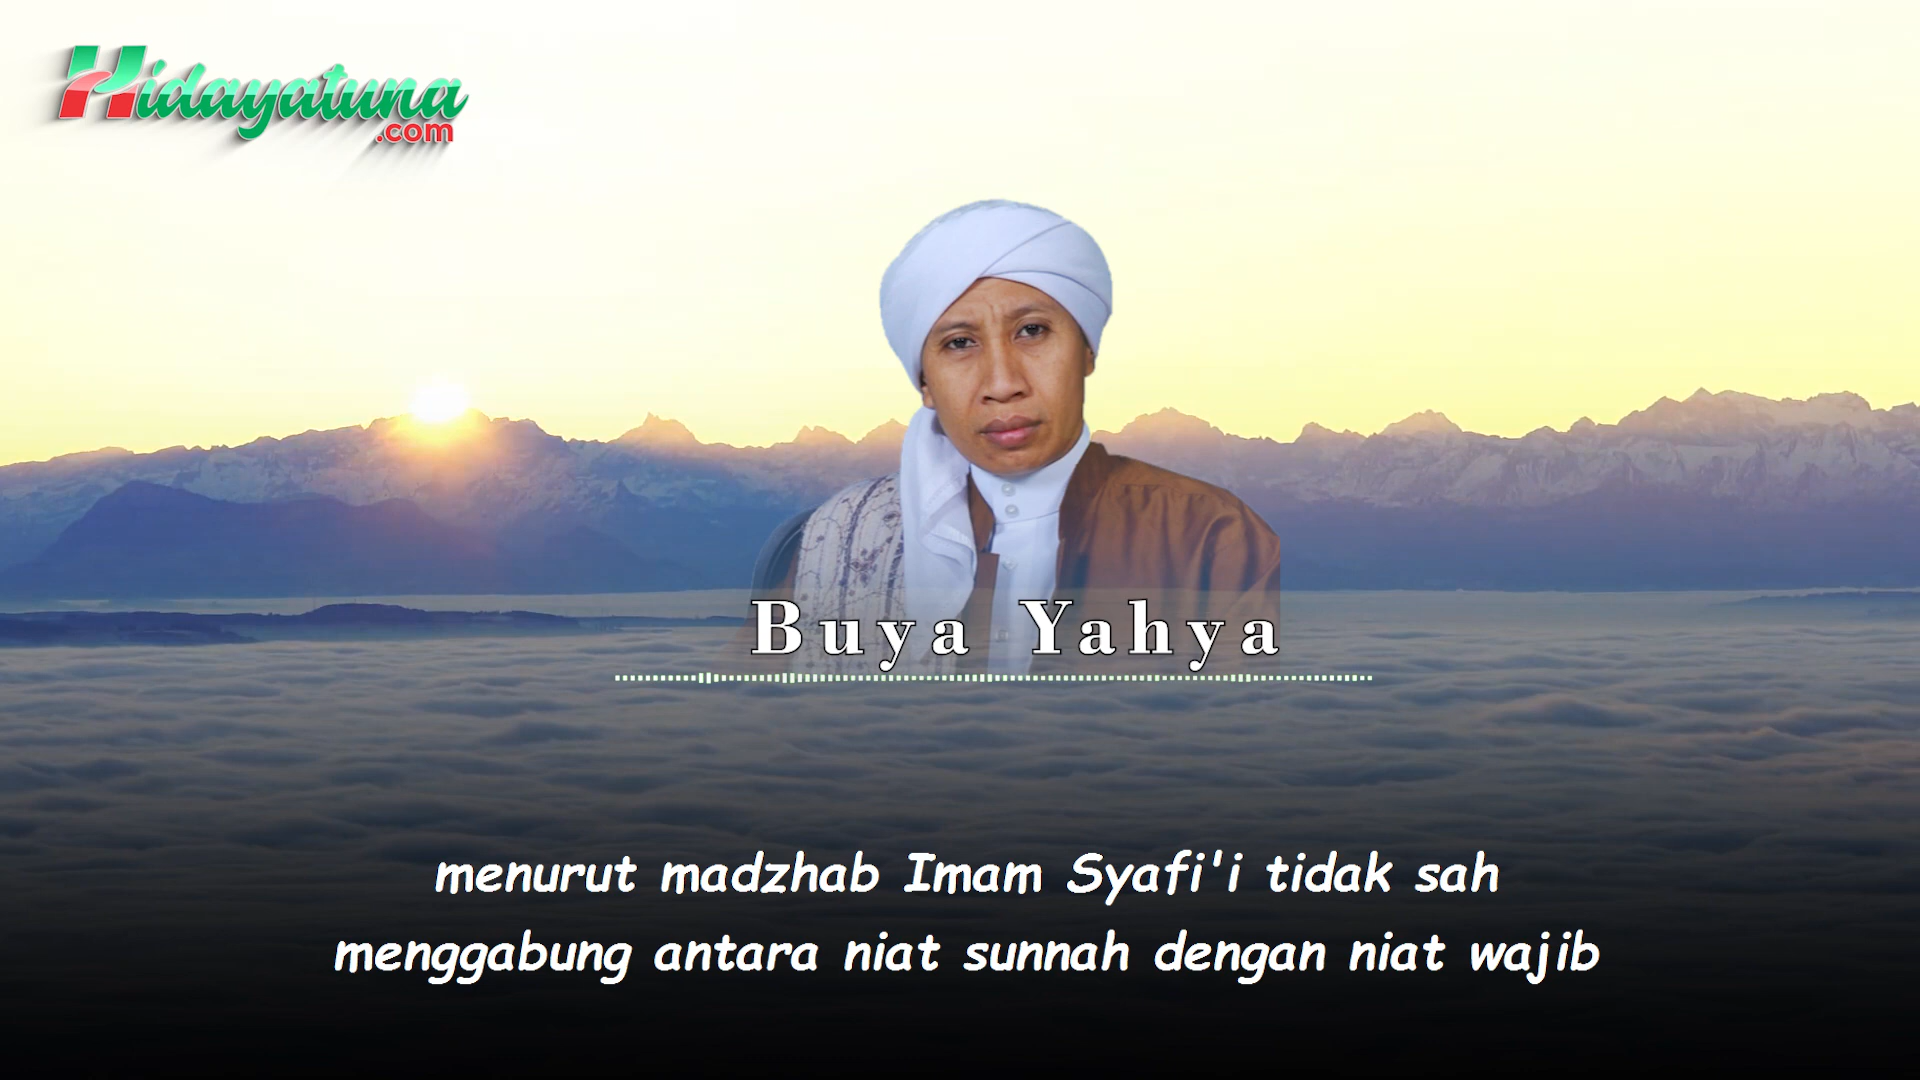 Hidayatuna
.com
Buya Yahya
menurut madzhab Imam Syafi'i tidak sah
menggabung antara niat sunnah dengan niat wajib